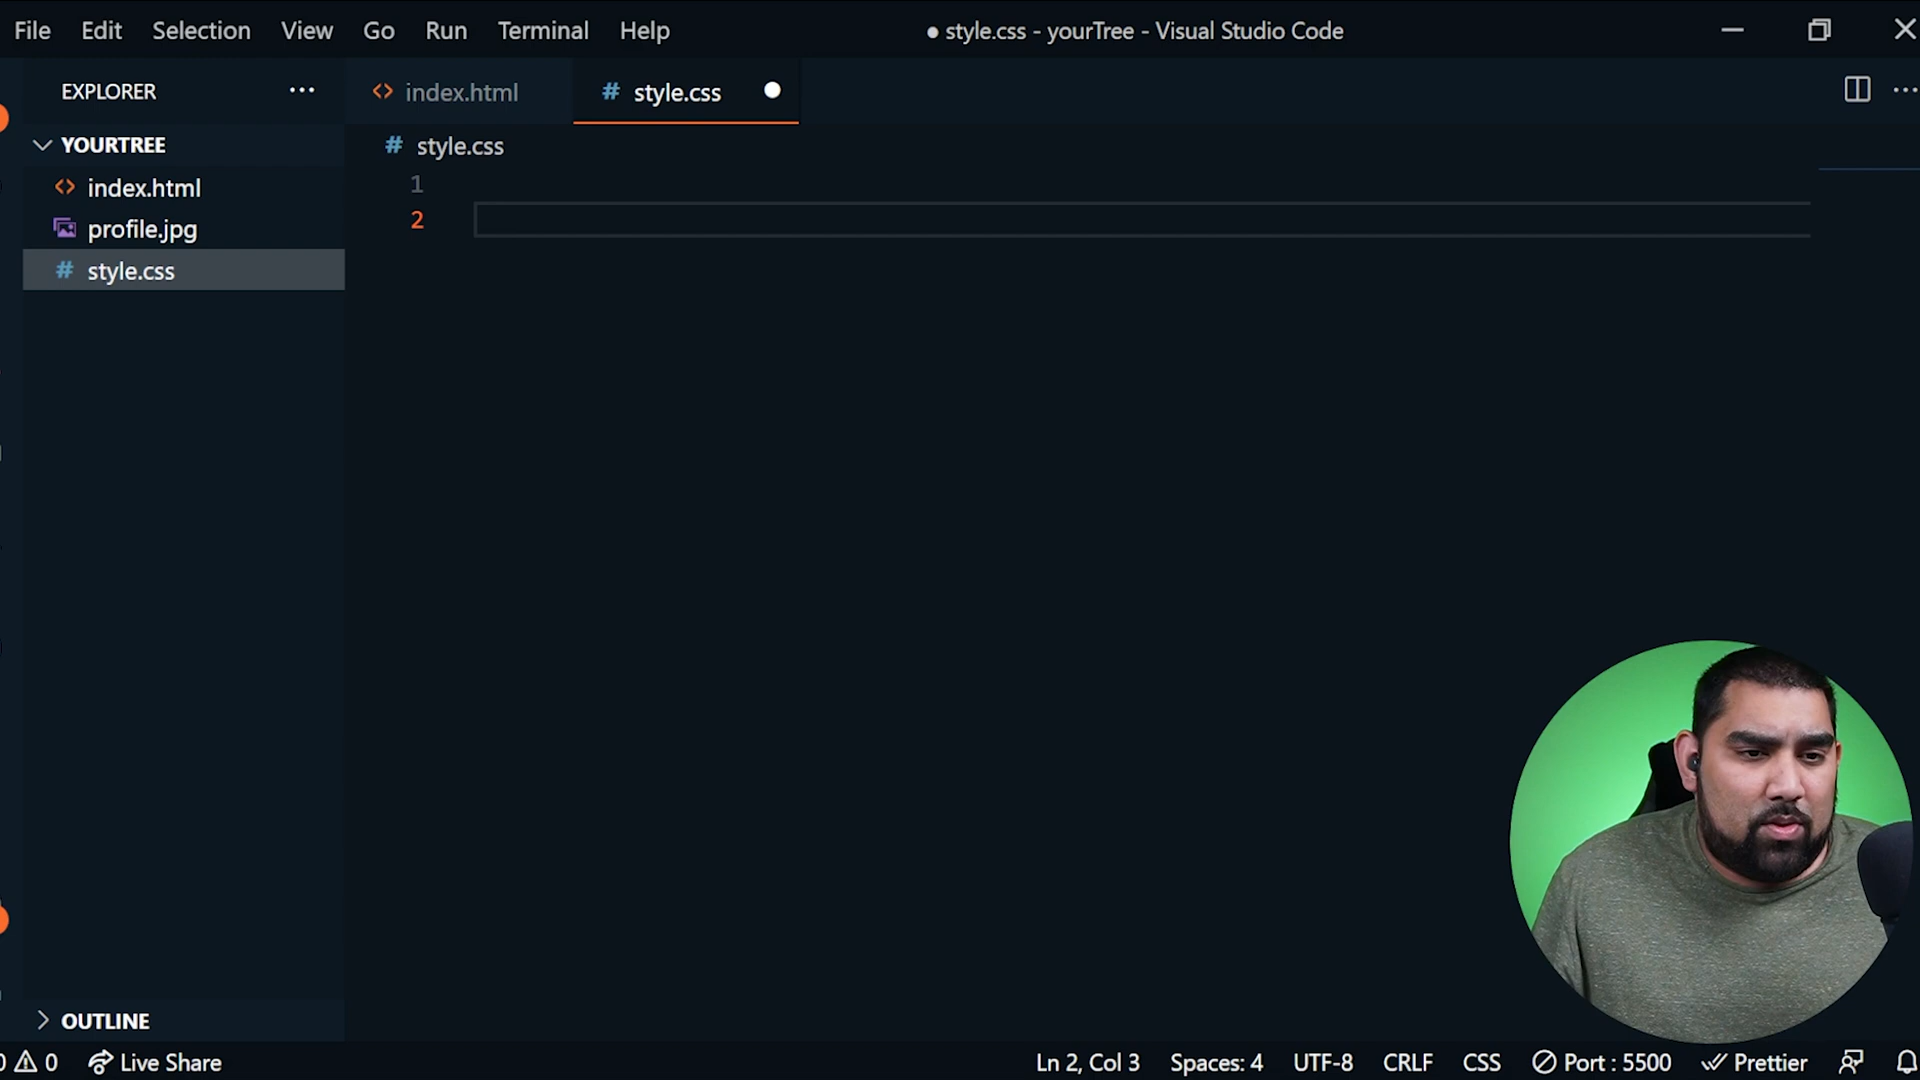 File Edit Selection View Go Run Terminal Help ● style.css - yourTree - Visual Studio Code
EXPLORER ··· <> index.html # style.css ●
YOURTREE
# style.css
<> index.html
1
profile.jpg
2
# style.css
OUTLINE
0 0 Live Share Ln 2, Col 3 Spaces: 4 UTF-8 CRLF CSS Port : 5500 Prettier